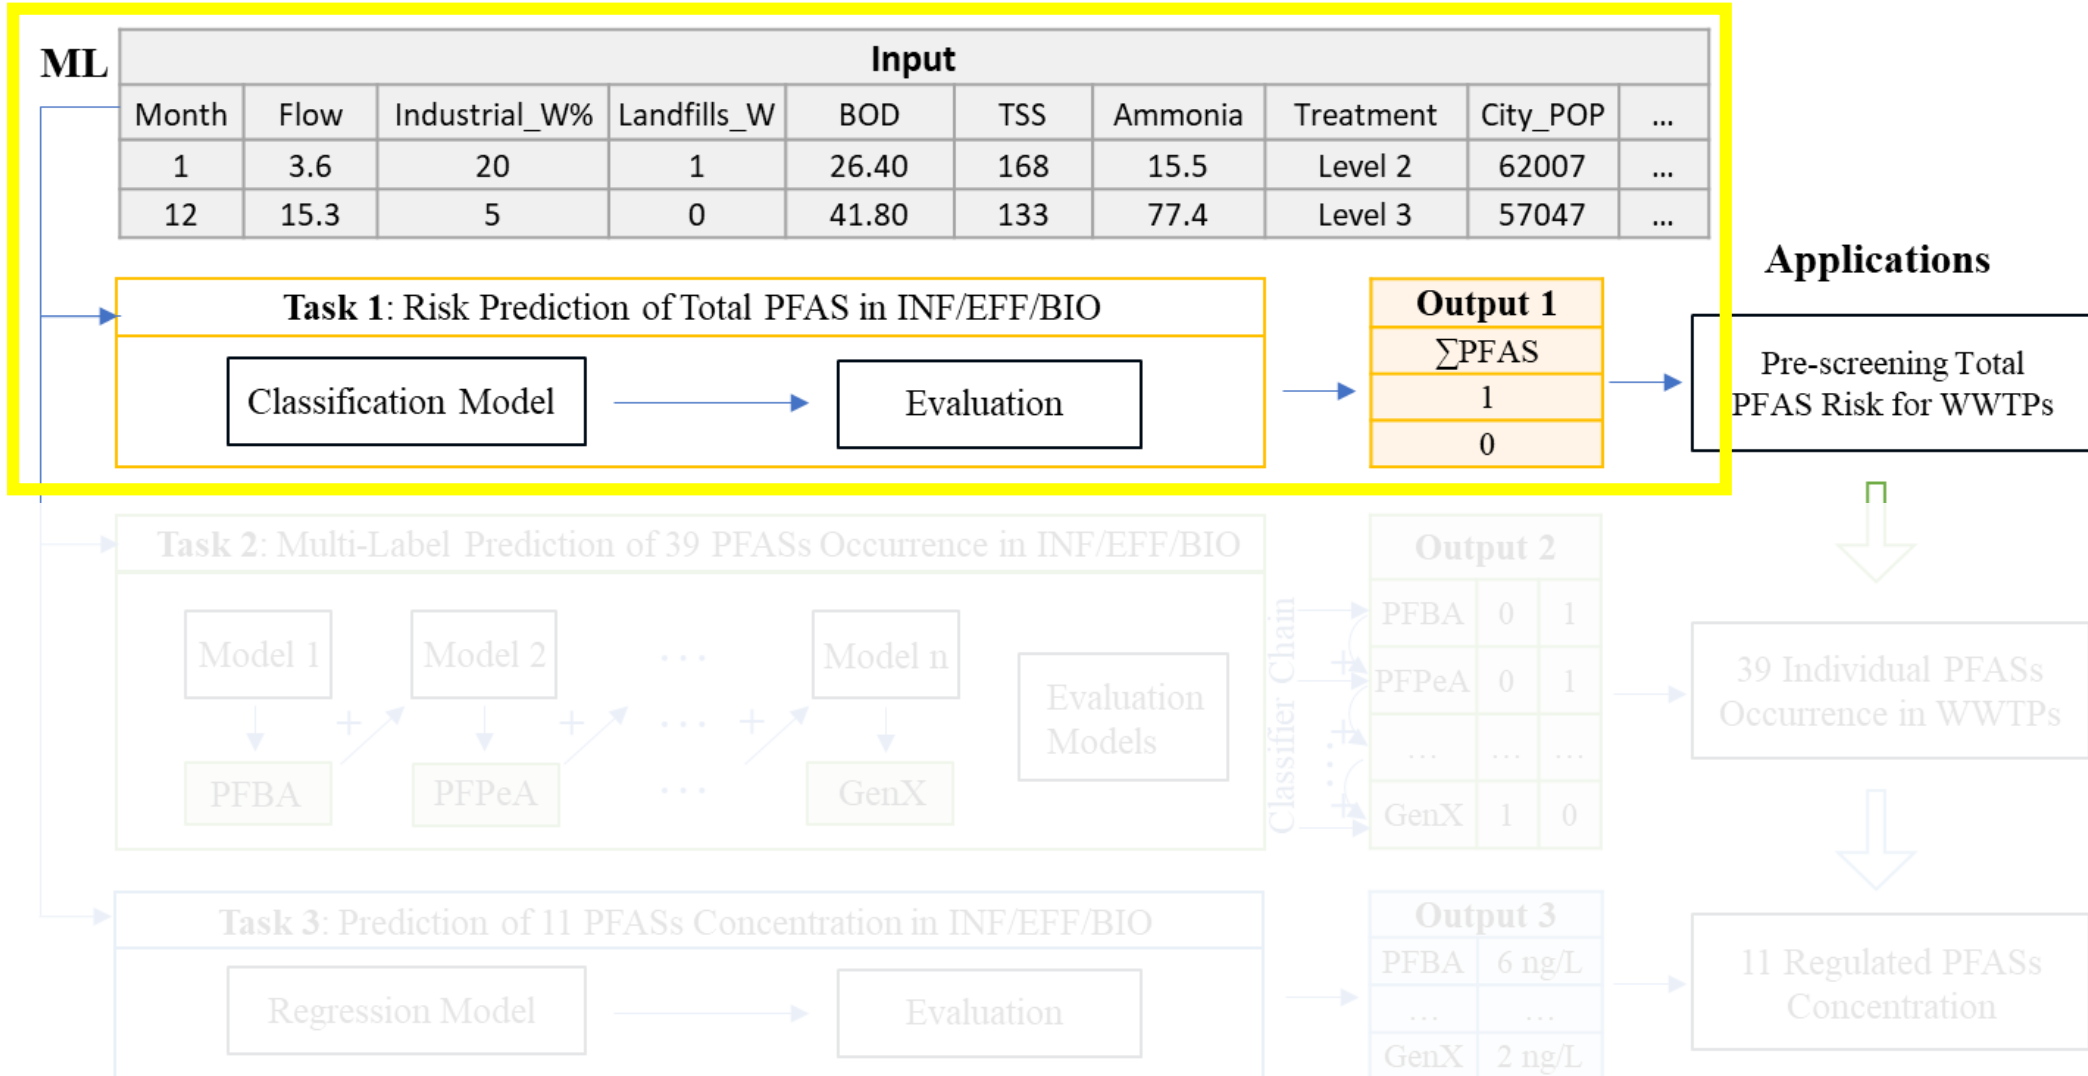 ML
Input
Month Flow Industrial_W% Landfills_W BOD TSS Ammonia Treatment City_POP ...
1 3.6 20 1 26.40 168 15.5 Level 2 62007 ...
12 15.3 5 0 41.80 133 77.4 Level 3 57047 ...
Applications
Task 1: Risk Prediction of Total PFAS in INF/EFF/BIO
Classification Model
Evaluation
Output 1
∑PFAS
1
0
Pre-screening Total
PFAS Risk for WWTPs
Task 2: Multi-Label Prediction of 39 PFASs Occurrence in INF/EFF/BIO
Model 1 Model 2 ... Model n
+ + ... +
PFBA PFPeA ... GenX
Evaluation
Models
Classifier Chain
Output 2
PFBA 0 1
+
PFPeA 0 1
+
... ... ...
...
+
GenX 1 0
39 Individual PFASs
Occurrence in WWTPs
Task 3: Prediction of 11 PFASs Concentration in INF/EFF/BIO
Regression Model
Evaluation
Output 3
PFBA 6 ng/L
... ...
GenX 2 ng/L
11 Regulated PFASs
Concentration